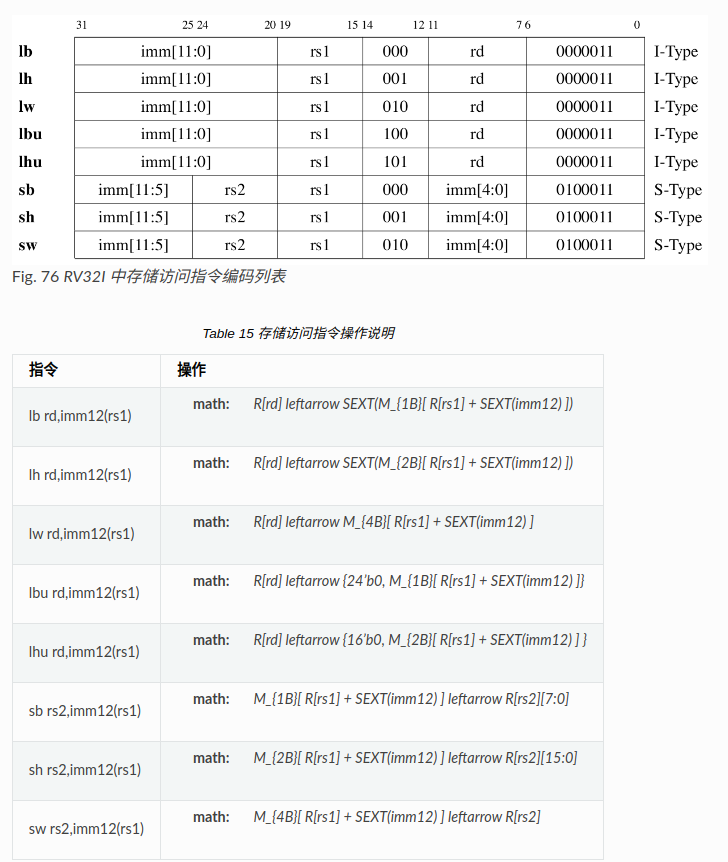 31 25 24 20 19 15 14 12 11 7 6 0
lb imm[11:0] rs1 000 rd 0000011 I-Type
lh imm[11:0] rs1 001 rd 0000011 I-Type
lw imm[11:0] rs1 010 rd 0000011 I-Type
lbu imm[11:0] rs1 100 rd 0000011 I-Type
lhu imm[11:0] rs1 101 rd 0000011 I-Type
sb imm[11:5] rs2 rs1 000 imm[4:0] 0100011 S-Type
sh imm[11:5] rs2 rs1 001 imm[4:0] 0100011 S-Type
sw imm[11:5] rs2 rs1 010 imm[4:0] 0100011 S-Type
Fig. 76 RV32I 中存储访问指令编码列表
Table 15 存储访问指令操作说明
指令 操作
lb rd,imm12(rs1) math: R[rd] leftarrow SEXT(M_{1B}[ R[rs1] + SEXT(imm12) ])
lh rd,imm12(rs1) math: R[rd] leftarrow SEXT(M_{2B}[ R[rs1] + SEXT(imm12) ])
lw rd,imm12(rs1) math: R[rd] leftarrow M_{4B}[ R[rs1] + SEXT(imm12) ]
lbu rd,imm12(rs1) math: R[rd] leftarrow {24'b0, M_{1B}[ R[rs1] + SEXT(imm12) ]}
lhu rd,imm12(rs1) math: R[rd] leftarrow {16'b0, M_{2B}[ R[rs1] + SEXT(imm12) ] }
sb rs2,imm12(rs1) math: M_{1B}[ R[rs1] + SEXT(imm12) ] leftarrow R[rs2][7:0]
sh rs2,imm12(rs1) math: M_{2B}[ R[rs1] + SEXT(imm12) ] leftarrow R[rs2][15:0]
sw rs2,imm12(rs1) math: M_{4B}[ R[rs1] + SEXT(imm12) ] leftarrow R[rs2]